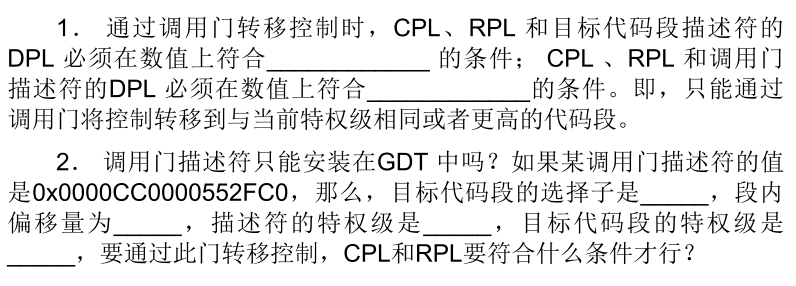 1． 通过调用门转移控制时，CPL、RPL 和目标代码段描述符的
DPL 必须在数值上符合____________ 的条件； CPL 、RPL 和调用门
描述符的DPL 必须在数值上符合____________的条件。即，只能通过
调用门将控制转移到与当前特权级相同或者更高的代码段。
2． 调用门描述符只能安装在GDT 中吗？如果某调用门描述符的值
是0x0000CC0000552FC0，那么，目标代码段的选择子是_____，段内
偏移量为_____，描述符的特权级是_____，目标代码段的特权级是
_____，要通过此门转移控制，CPL和RPL要符合什么条件才行？